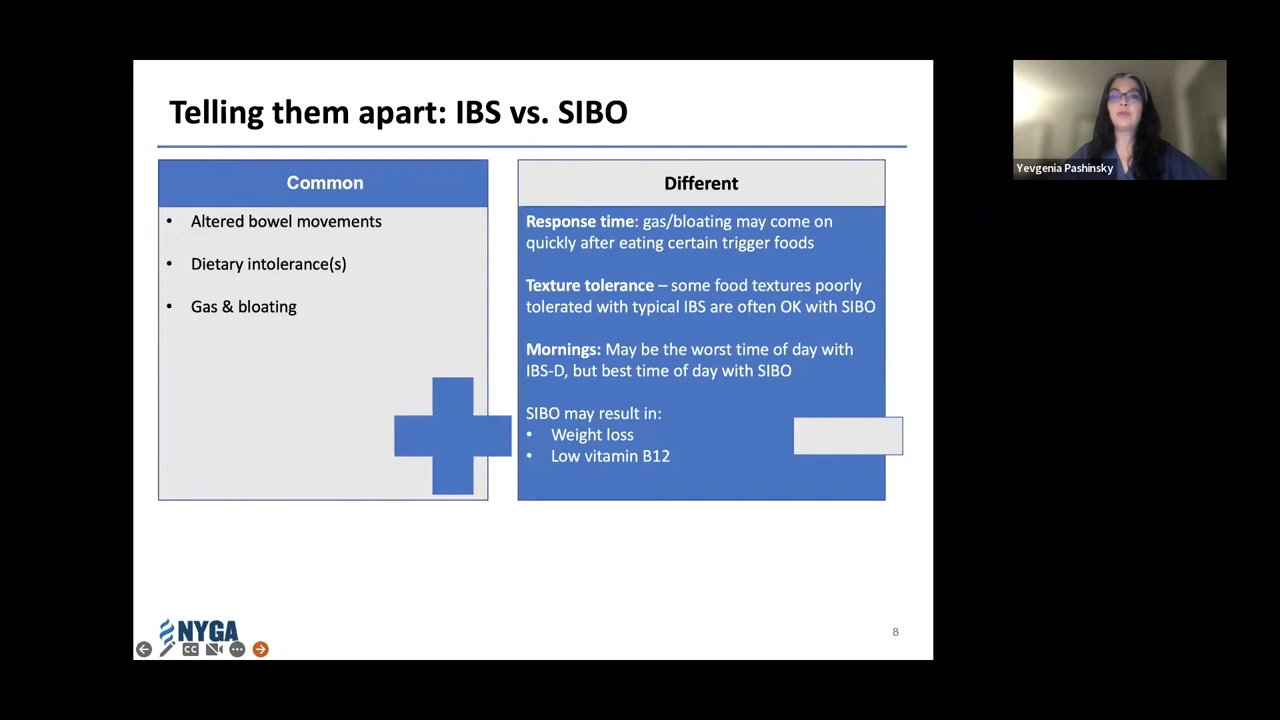 Telling them apart: IBS vs. SIBO
Common
• Altered bowel movements
• Dietary intolerance(s)
• Gas & bloating
Different
Response time: gas/bloating may come on
quickly after eating certain trigger foods
Texture tolerance – some food textures poorly
tolerated with typical IBS are often OK with SIBO
Mornings: May be the worst time of day with
IBS-D, but best time of day with SIBO
SIBO may result in:
• Weight loss
• Low vitamin B12
NYGA
CC
8
Yevgenia Pashinsky